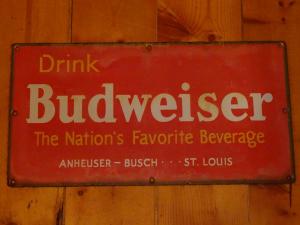 Drink
Budweiser
The Nation's Favorite Beverage
ANHEUSER - BUSCH · · · ST. LOUIS